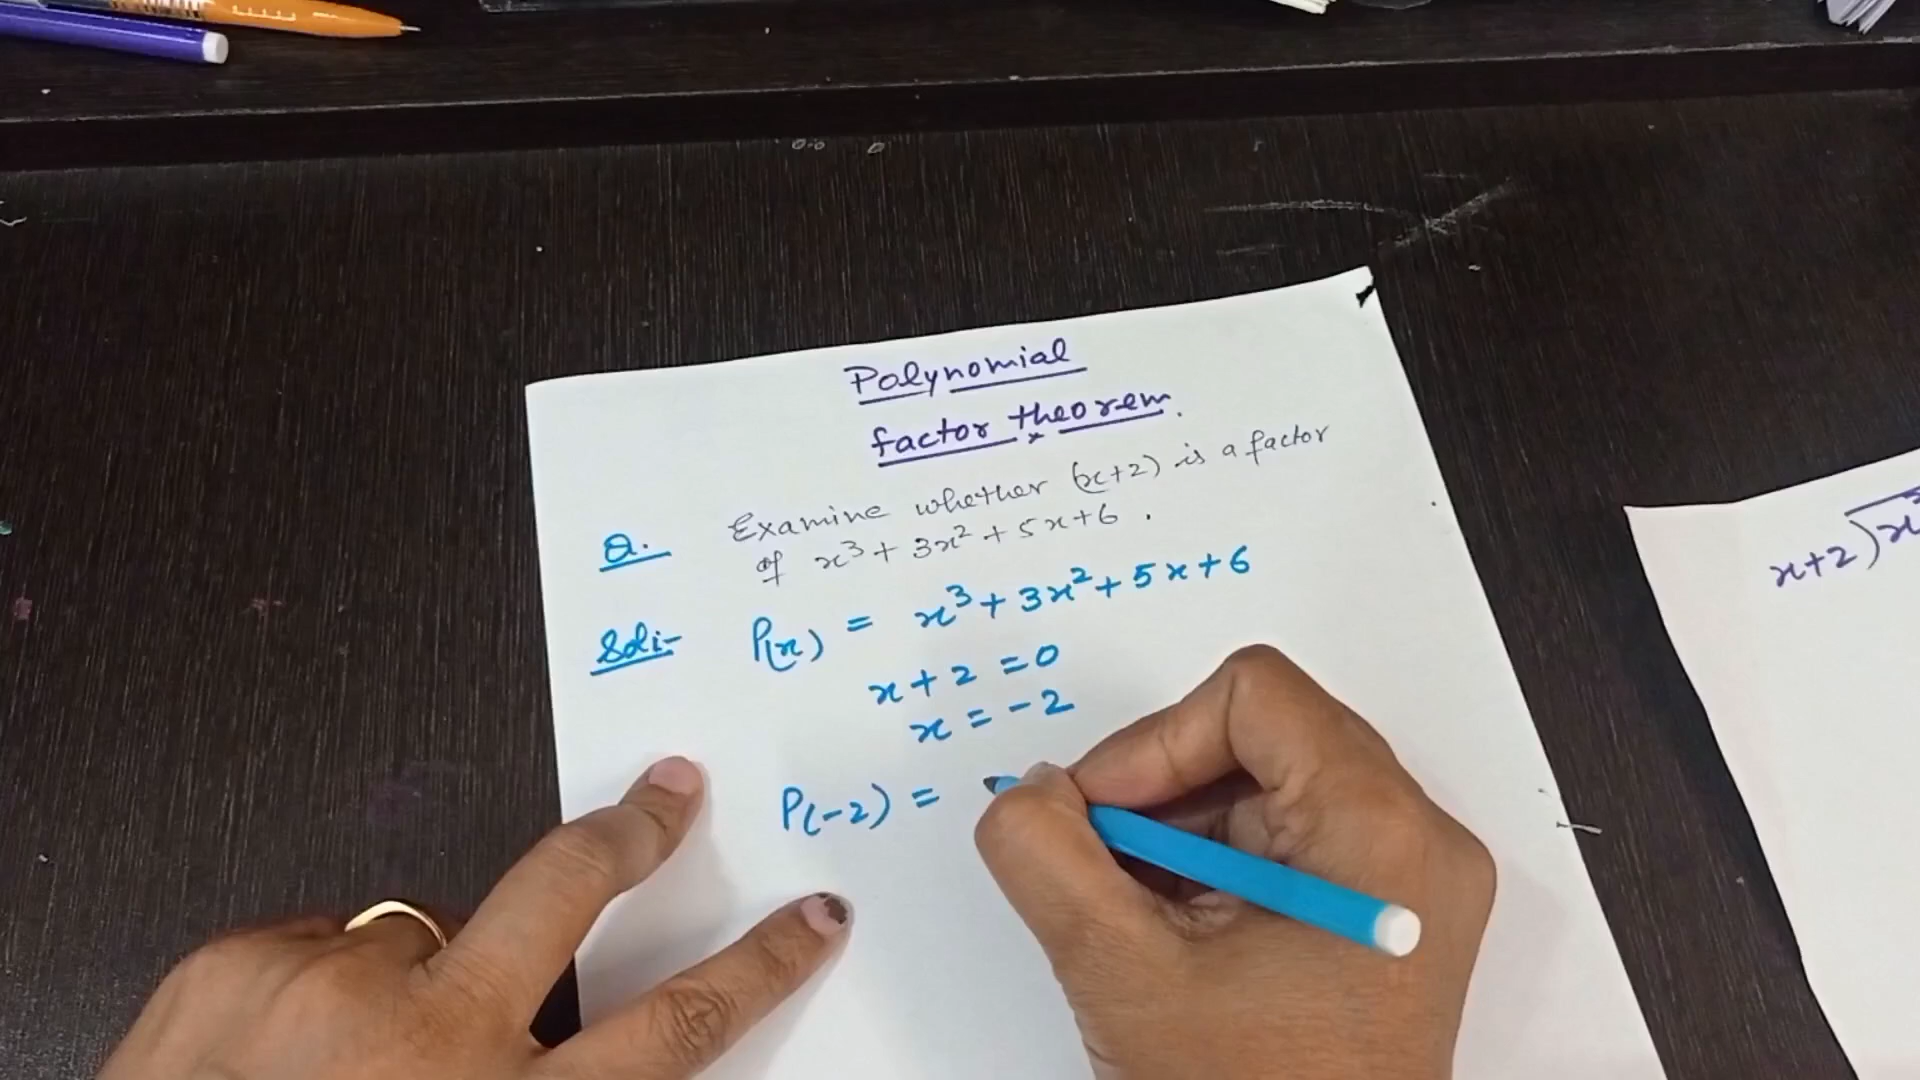 Polynomial
factor theorem.
Q. Examine whether (x+2) is a factor
of x³ + 3x² + 5x+6 .
Sol:- P(x) = x³ + 3x² + 5x + 6
x + 2 = 0
x = -2
P(-2) =
x+2)